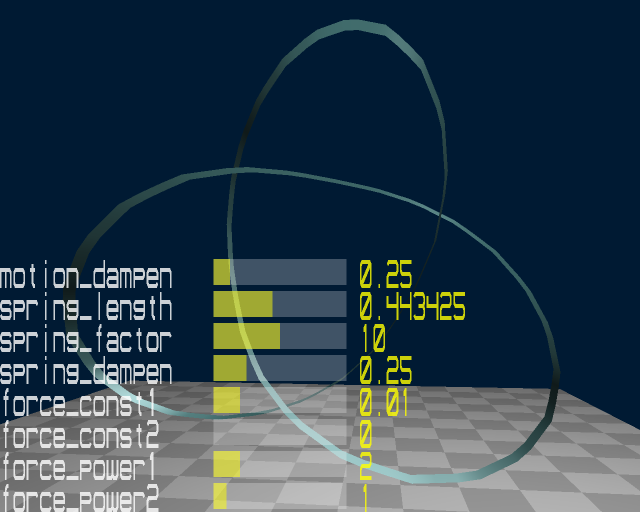 motion_dampen 0.25
spring_length 0.443425
spring_factor 10
spring_dampen 0.25
force_const1 0.01
force_const2 0
force_power1 2
force_power2 1